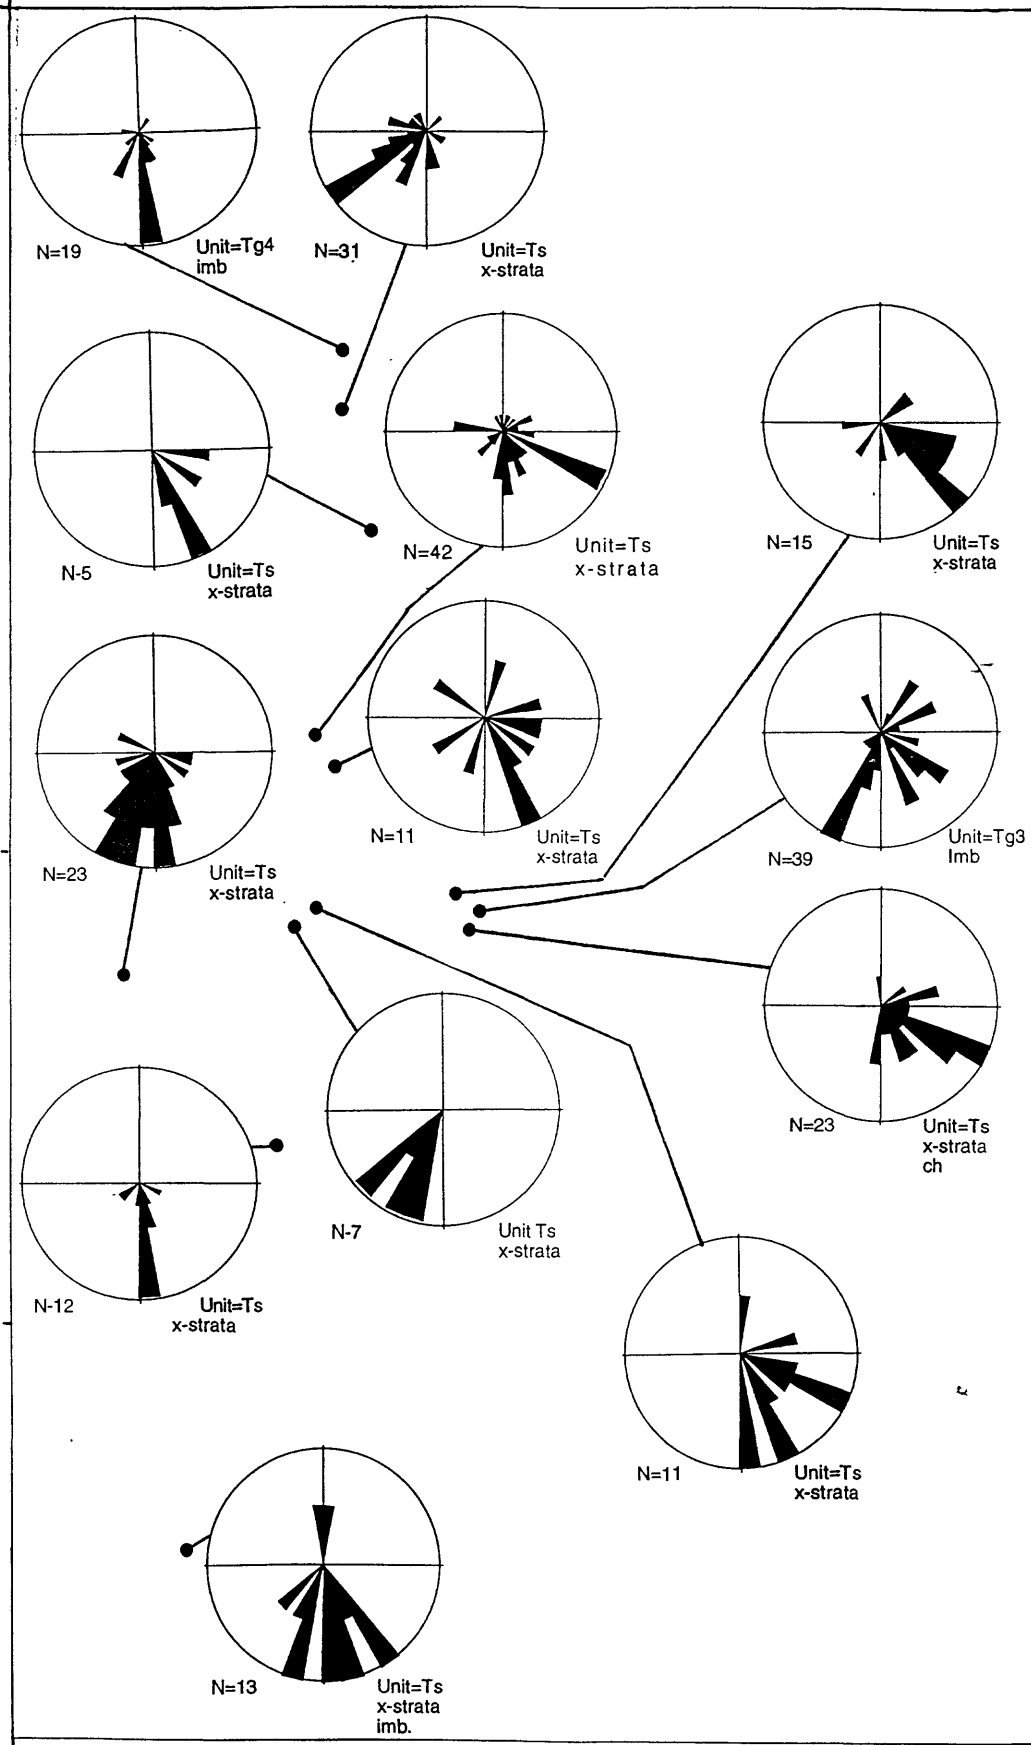 N=19
Unit=Tg4
imb
N=31
Unit=Ts
x-strata
N-5
Unit=Ts
x-strata
N=42
Unit=Ts
x-strata
N=15
Unit=Ts
x-strata
N=23
Unit=Ts
x-strata
N=11
Unit=Ts
x-strata
N=39
Unit=Tg3
Imb
N=23
Unit=Ts
x-strata
ch
N-12
Unit=Ts
x-strata
N-7
Unit Ts
x-strata
N=11
Unit=Ts
x-strata
N=13
Unit=Ts
x-strata
imb.